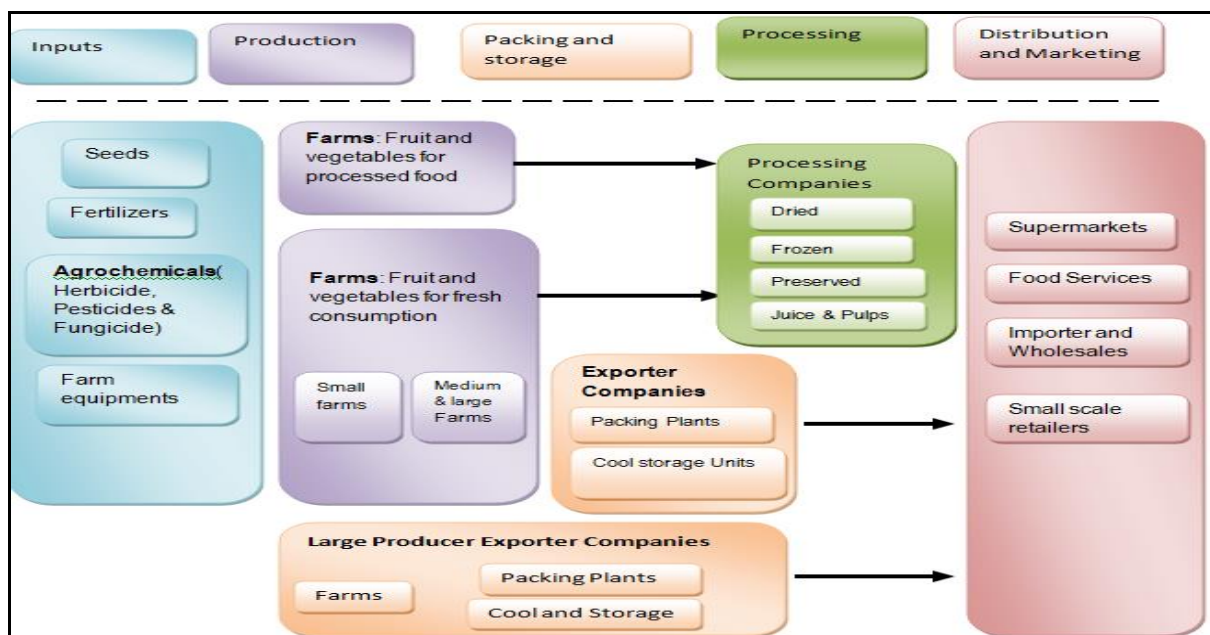 Inputs
Production
Packing and
storage
Processing
Distribution
and Marketing
Seeds
Fertilizers
Agrochemicals(
Herbicide,
Pesticides &
Fungicide)
Farm
equipments
Farms: Fruit and
vegetables for
processed food
Farms: Fruit and
vegetables for fresh
consumption
Small
farms
Medium
& large
Farms
Processing
Companies
Dried
Frozen
Preserved
Juice & Pulps
Exporter
Companies
Packing Plants
Cool storage Units
Large Producer Exporter Companies
Farms
Packing Plants
Cool and Storage
Supermarkets
Food Services
Importer and
Wholesales
Small scale
retailers